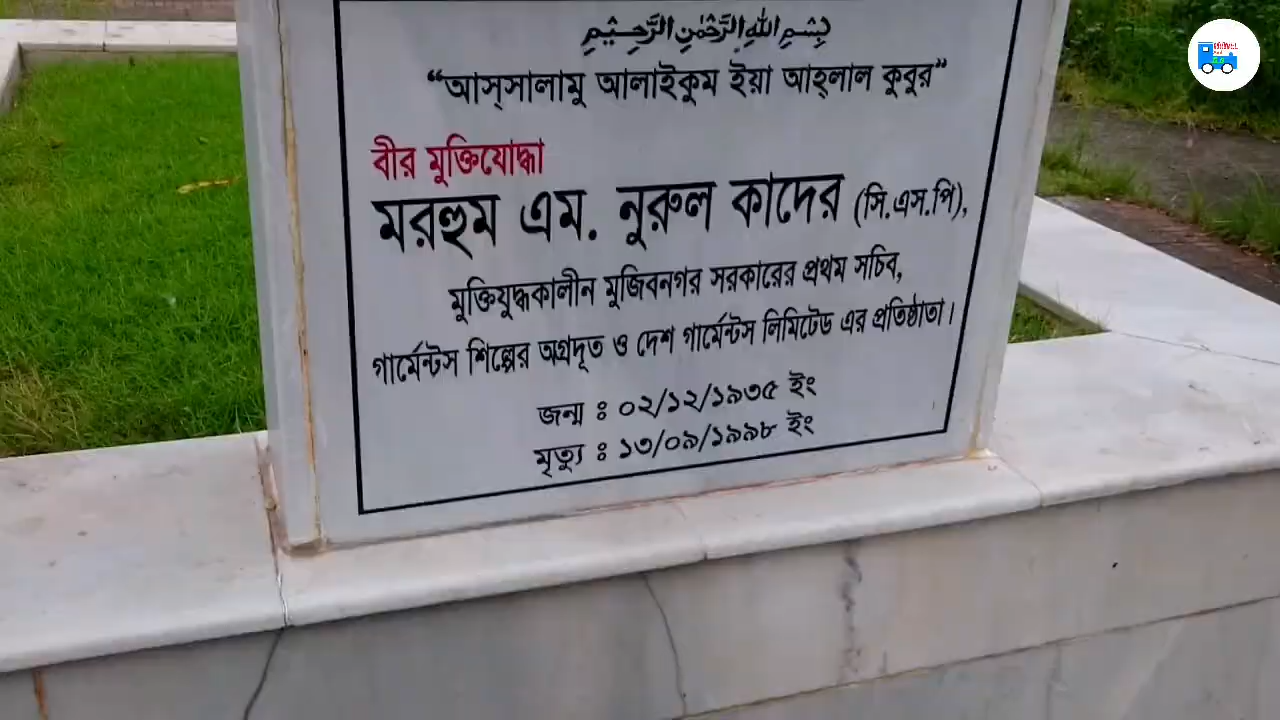 بِسْمِ اللهِ الرَّحْمٰنِ الرَّحِيْمِ
“আস্সালামু আলাইকুম ইয়া আহ্লাল কুবুর”
বীর মুক্তিযোদ্ধা
মরহুম এম. নুরুল কাদের (সি.এস.পি),
মুক্তিযুদ্ধকালীন মুজিবনগর সরকারের প্রথম সচিব,
গার্মেন্টস শিল্পের অগ্রদূত ও দেশ গার্মেন্টস লিমিটেড এর প্রতিষ্ঠাতা।
জন্ম ঃ ০২/১২/১৯৩৫ ইং
মৃত্যু ঃ ১৩/০৯/১৯৯৮ ইং